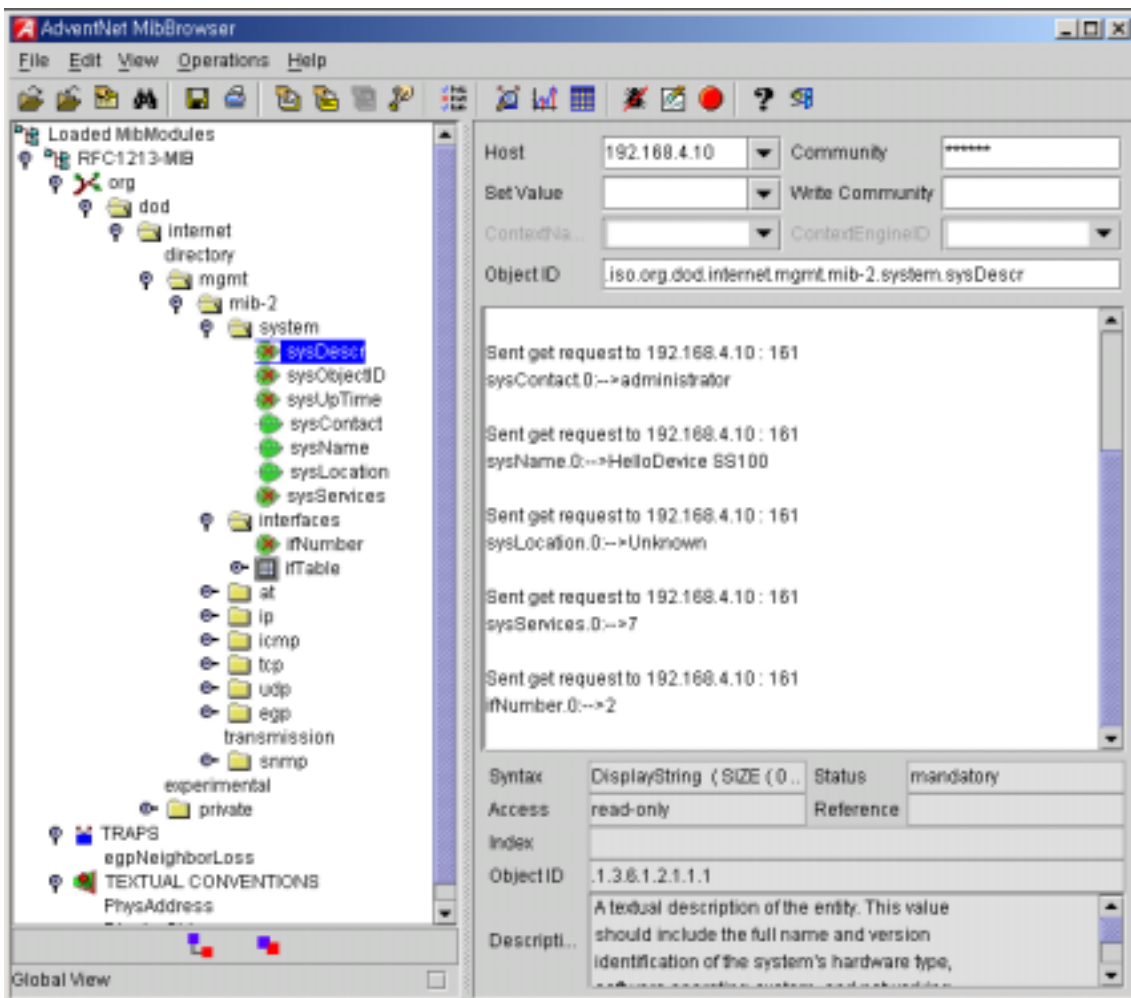 AdventNet MibBrowser
File Edit View Operations Help
Loaded MibModules
RFC1213-MIB
org
dod
internet
directory
mgmt
mib-2
system
sysDescr
sysObjectID
sysUpTime
sysContact
sysName
sysLocation
sysServices
interfaces
ifNumber
ifTable
at
ip
icmp
tcp
udp
egp
transmission
snmp
experimental
private
TRAPS
egpNeighborLoss
TEXTUAL CONVENTIONS
PhysAddress
Global View
Host 192.168.4.10 Community ******
Set Value Write Community
ContextNa... ContextEngineID
Object ID .iso.org.dod.internet.mgmt.mib-2.system.sysDescr
Sent get request to 192.168.4.10 : 161
sysContact.0:-->administrator
Sent get request to 192.168.4.10 : 161
sysName.0:-->HelloDevice SS100
Sent get request to 192.168.4.10 : 161
sysLocation.0:-->Unknown
Sent get request to 192.168.4.10 : 161
sysServices.0:-->7
Sent get request to 192.168.4.10 : 161
ifNumber.0:-->2
Syntax DisplayString ( SIZE ( 0 .. Status mandatory
Access read-only Reference
Index
Object ID .1.3.6.1.2.1.1.1
Descripti... A textual description of the entity. This value
should include the full name and version
identification of the system's hardware type,